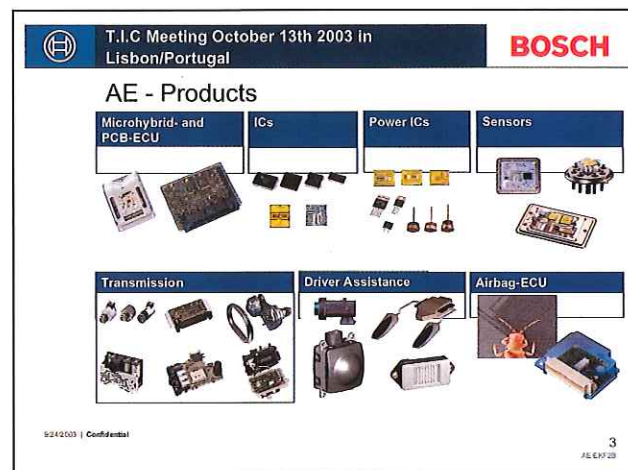 T.I.C Meeting October 13th 2003 in
Lisbon/Portugal
BOSCH
AE - Products
Microhybrid- and
PCB-ECU
ICs
Power ICs
Sensors
Transmission
Driver Assistance
Airbag-ECU
9/24/2003 | Confidential
3